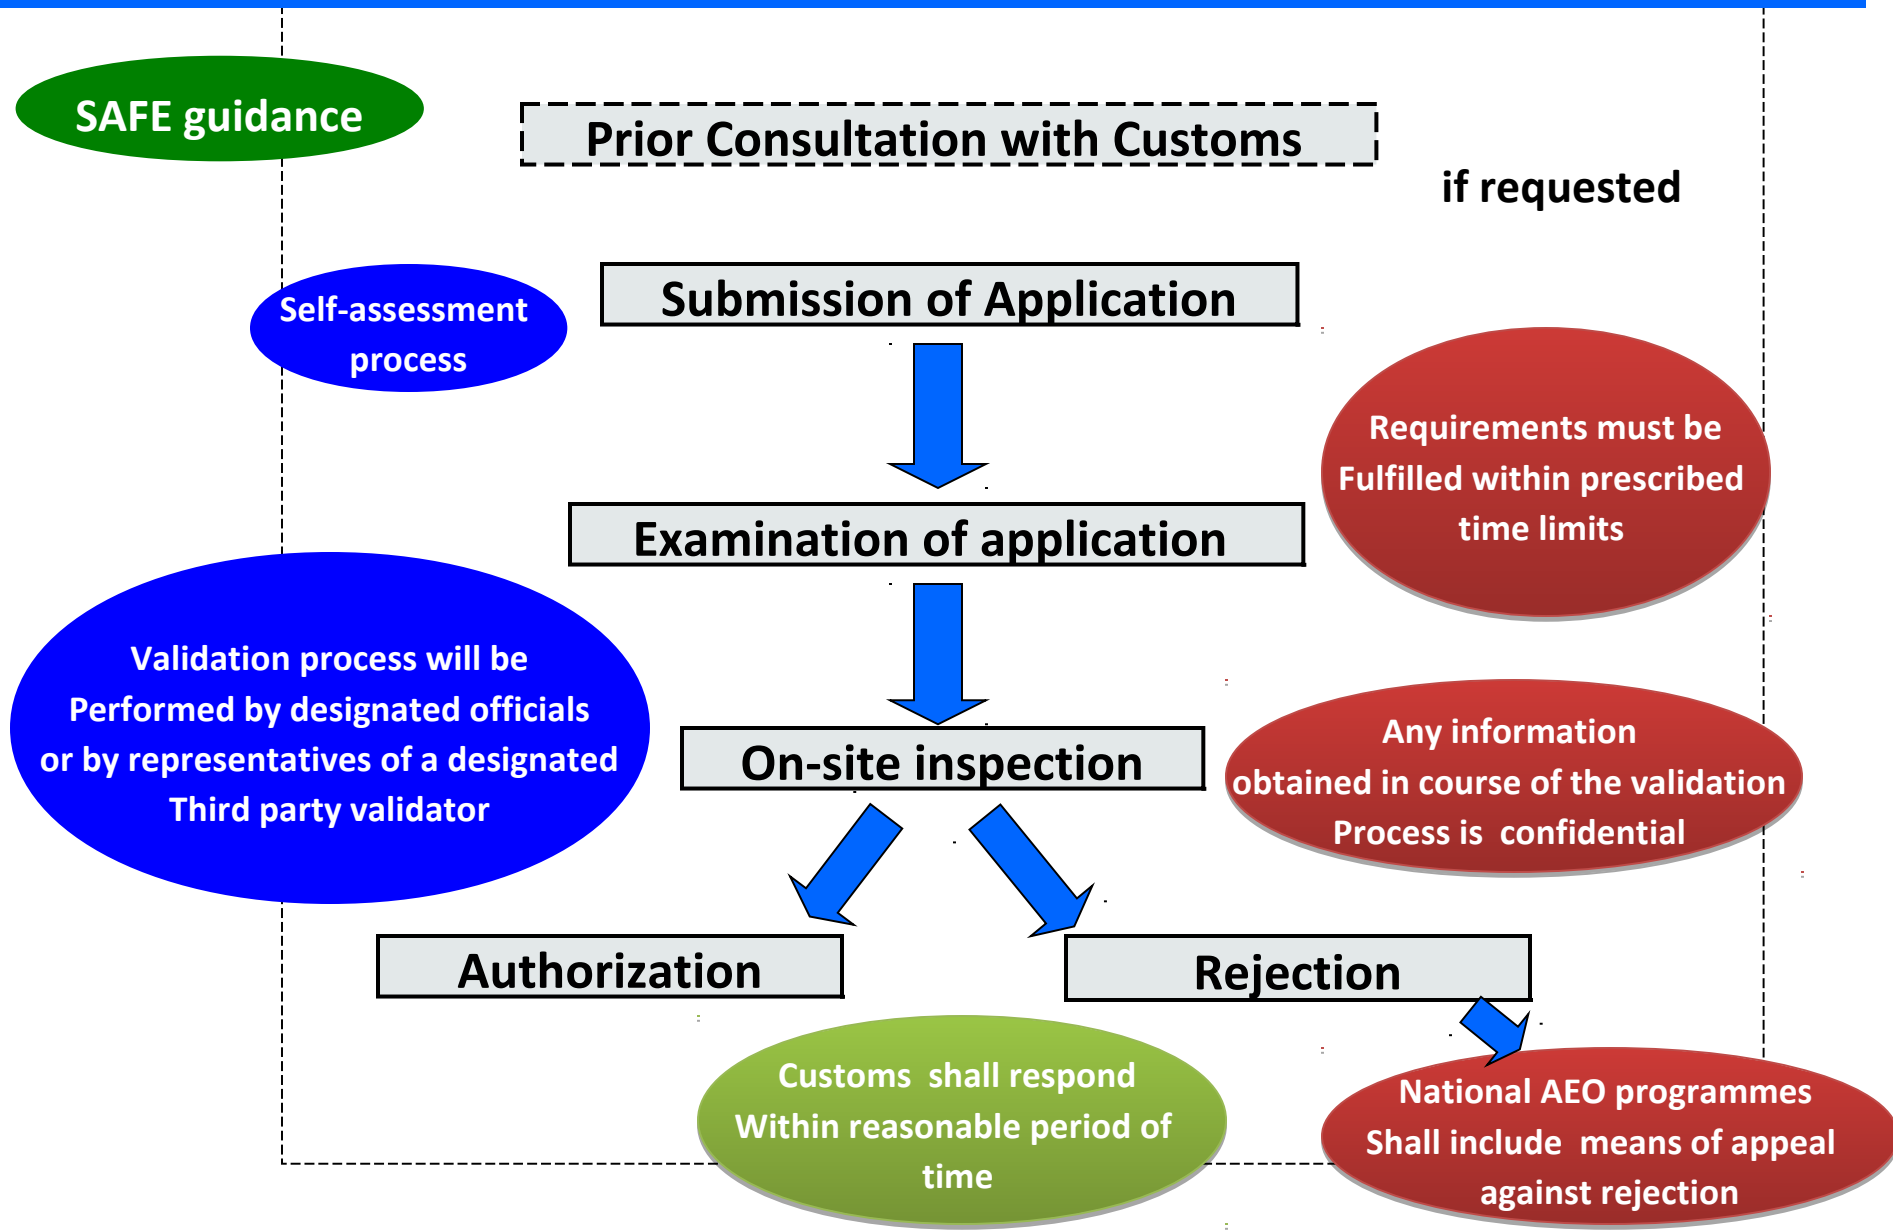 SAFE guidance
Prior Consultation with Customs
if requested
Self-assessment
process
Submission of Application
Requirements must be
Fulfilled within prescribed
time limits
Examination of application
Validation process will be
Performed by designated officials
or by representatives of a designated
Third party validator
On-site inspection
Any information
obtained in course of the validation
Process is  confidential
Authorization
Rejection
Customs  shall respond
Within reasonable period of
time
National AEO programmes
Shall include  means of appeal
against rejection